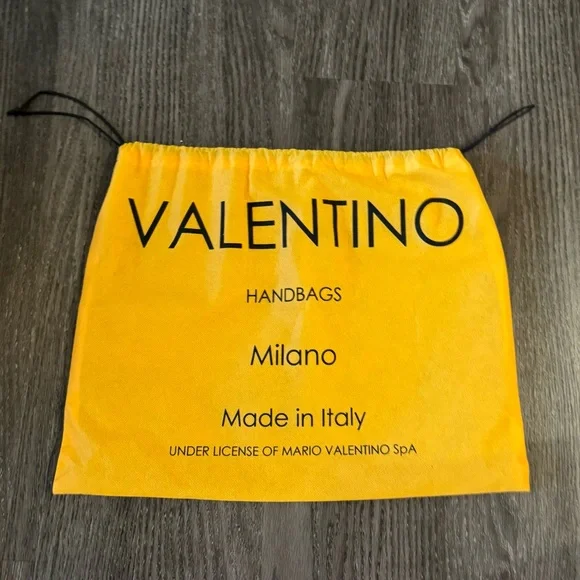 VALENTINO
HANDBAGS
Milano
Made in Italy
UNDER LICENSE OF MARIO VALENTINO SpA